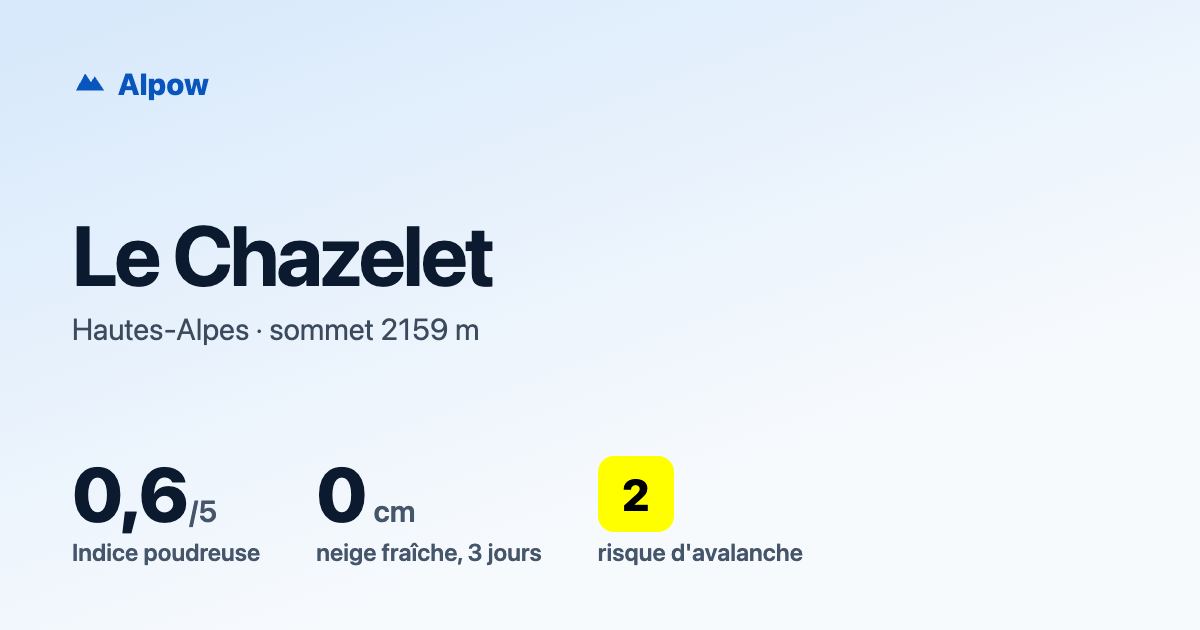 Alpow
Le Chazelet
Hautes-Alpes · sommet 2159 m
0,6/5
Indice poudreuse
0 cm
neige fraîche, 3 jours
2
risque d'avalanche